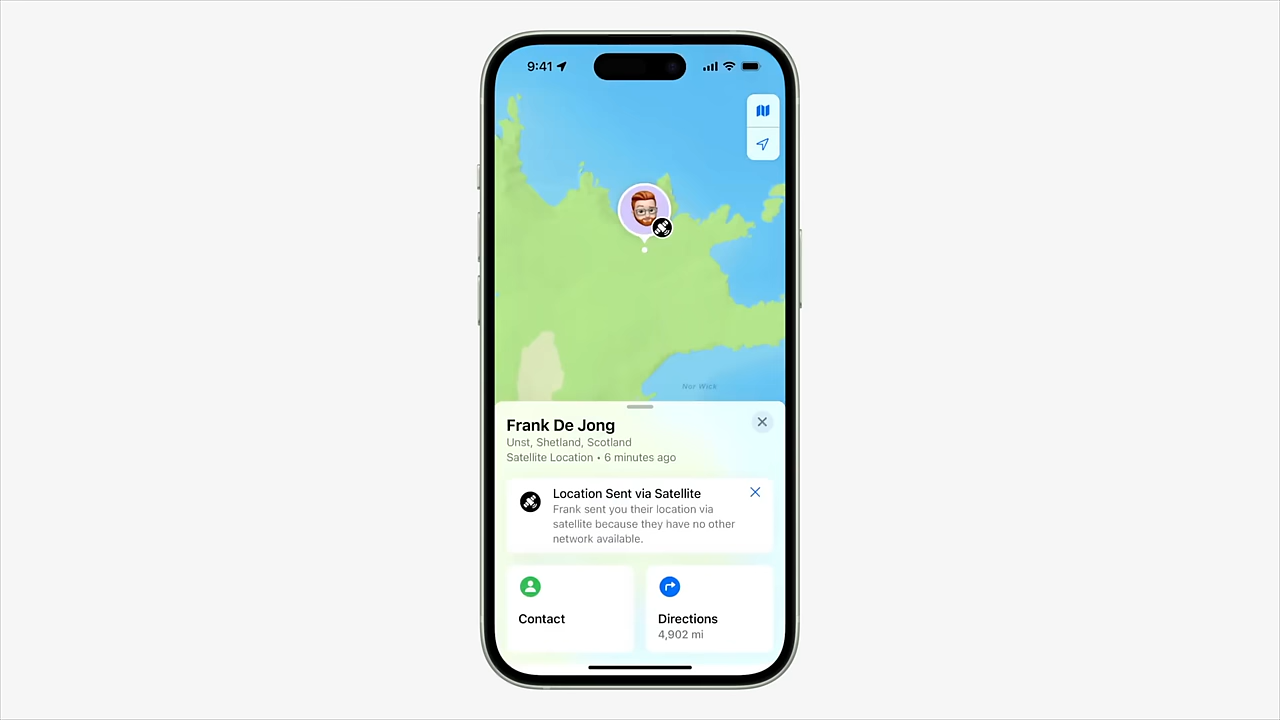 9:41
Nor Wick
Frank De Jong
Unst, Shetland, Scotland
Satellite Location • 6 minutes ago
Location Sent via Satellite
Frank sent you their location via
satellite because they have no other
network available.
Contact
Directions
4,902 mi